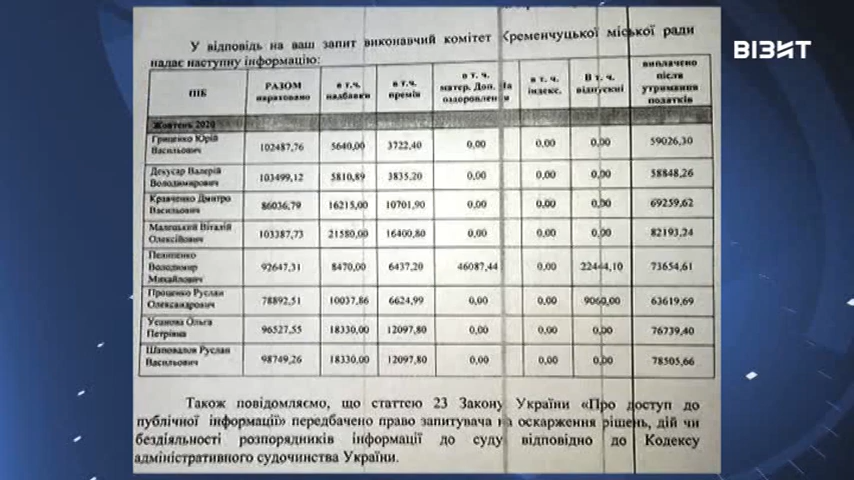 ВІЗИТ
У відповідь на ваш запит виконавчий комітет Кременчуцької міської ради
надає наступну інформацію:
ПІБ РАЗОМ нараховано в т.ч. надбавки в т.ч. премія в т. ч. матер. Доп. На оздоровлення в т. ч. індекс. В т. ч. відпускні виплачено після утримання податків
Жовтень 2020
Гриценко Юрій Васильович 102487,76 5640,00 3722,40 0,00 0,00 0,00 59026,30
Декусар Валерій Володимирович 103499,12 5810,89 3835,20 0,00 0,00 0,00 58848,26
Кравченко Дмитро Васильович 86036,79 16215,00 10701,90 0,00 0,00 0,00 69259,62
Малецький Віталій Олексійович 103387,73 21580,00 16400,80 0,00 0,00 0,00 82193,24
Пелипенко Володимир Михайлович 92647,31 8470,00 6437,20 46087,44 0,00 22444,10 73654,61
Проценко Руслан Олександрович 78892,51 10037,86 6624,99 0,00 0,00 9060,00 63619,69
Усанова Ольга Петрівна 96527,55 18330,00 12097,80 0,00 0,00 0,00 76739,40
Шаповалов Руслан Васильович 98749,26 18330,00 12097,80 0,00 0,00 0,00 78505,66
Також повідомляємо, що статтею 23 Закону України «Про доступ до
публічної інформації» передбачено право запитувача на оскарження рішень, дій чи
бездіяльності розпорядників інформації до суду відповідно до Кодексу
адміністративного судочинства України.